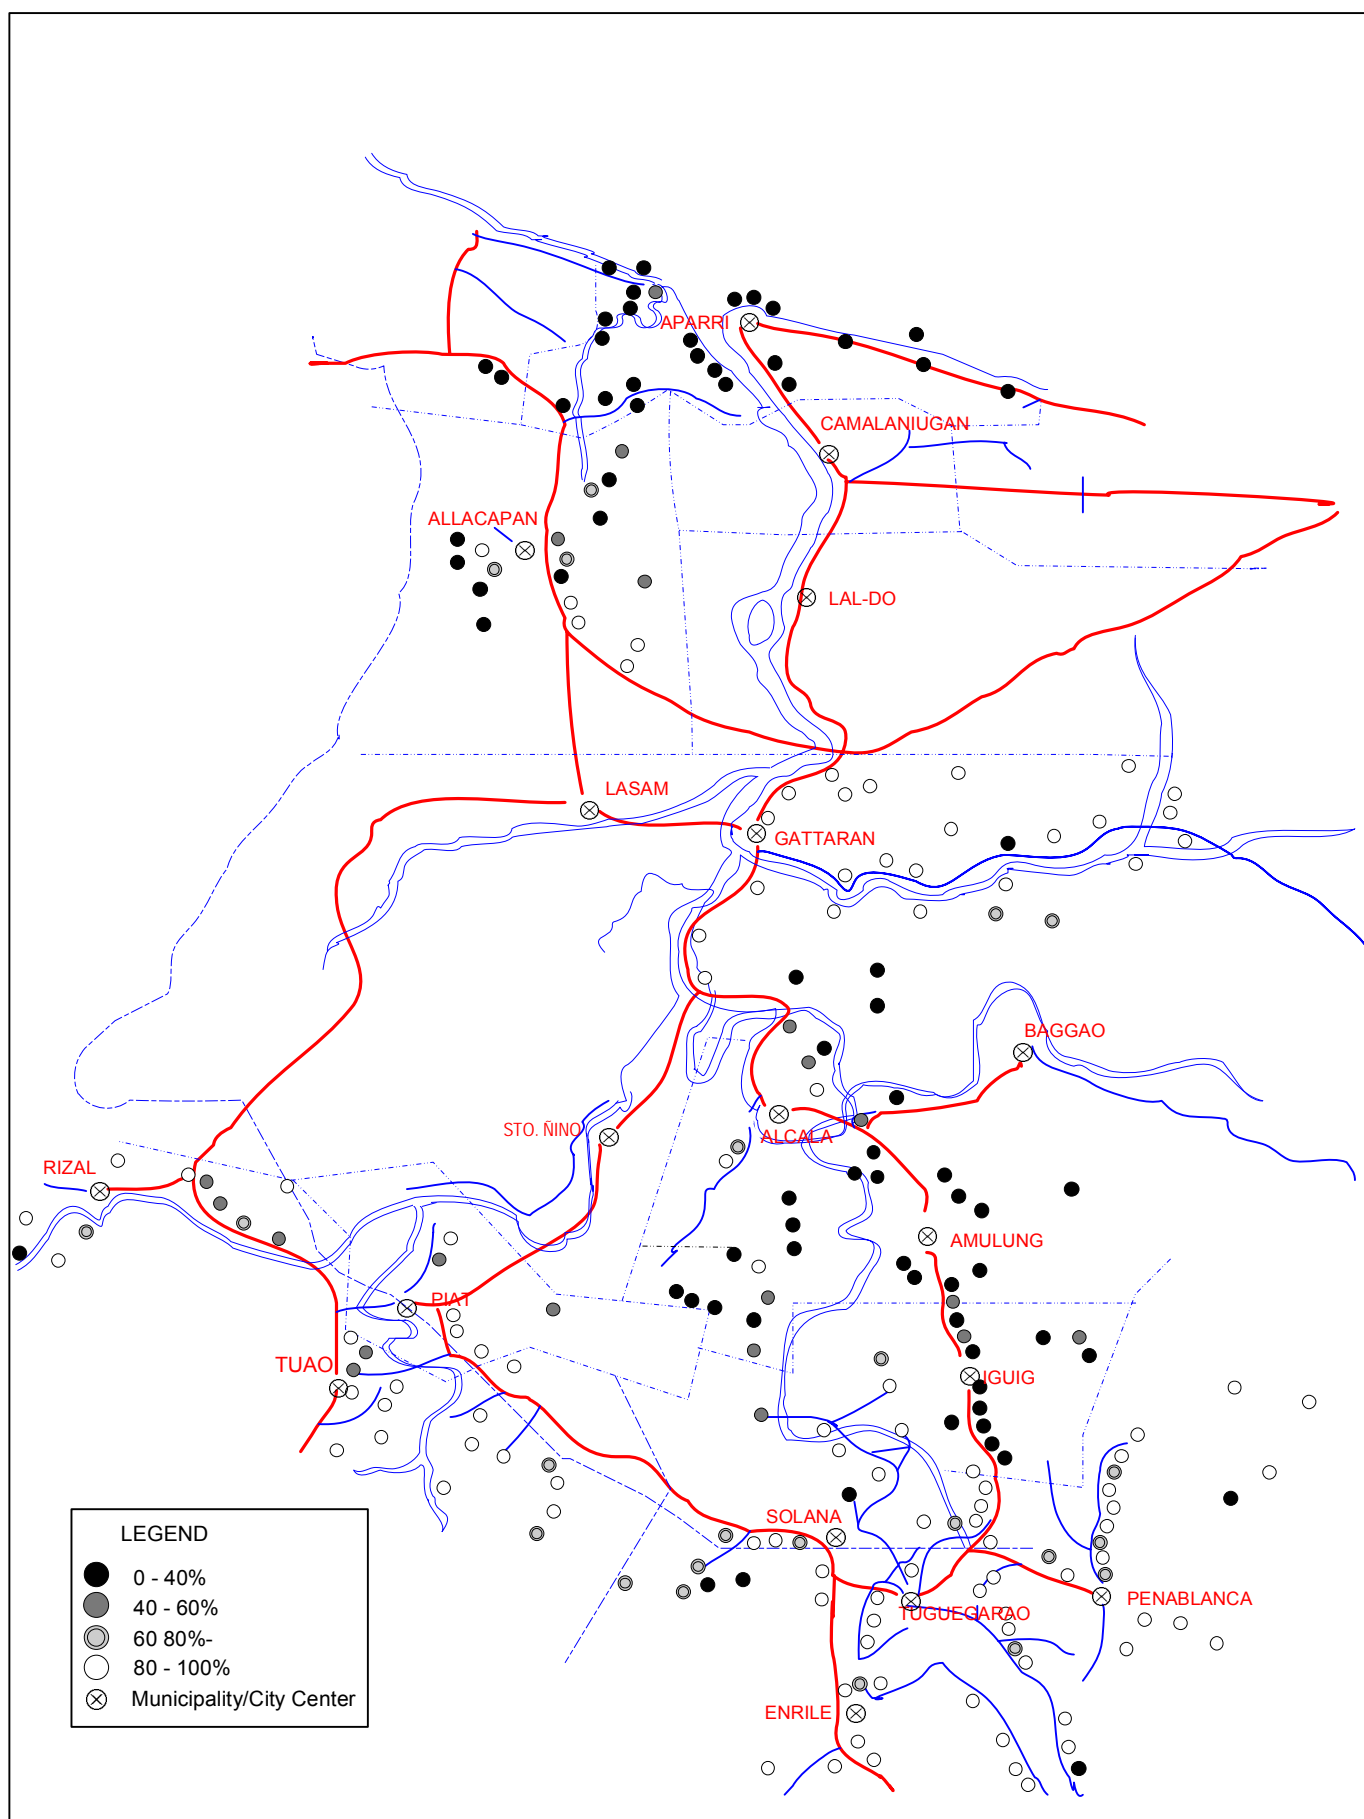 APARRI
CAMALANIUGAN
ALLACAPAN
LAL-DO
LASAM
GATTARAN
BAGGAO
STO. ÑINO
ALCALA
RIZAL
AMULUNG
PIAT
TUAO
IGUIG
SOLANA
PENABLANCA
TUGUEGARAO
ENRILE
LEGEND
0 - 40%
40 - 60%
60 80%-
80 - 100%
Municipality/City Center